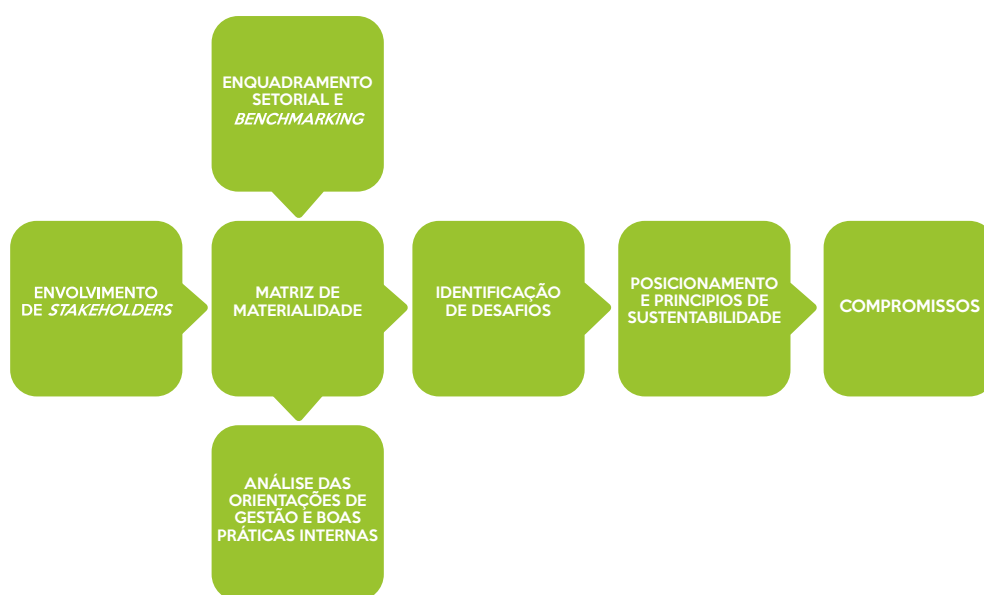 ENQUADRAMENTO
SETORIAL E
BENCHMARKING
ENVOLVIMENTO
DE STAKEHOLDERS
MATRIZ DE
MATERIALIDADE
IDENTIFICAÇÃO
DE DESAFIOS
POSICIONAMENTO
E PRINCIPIOS DE
SUSTENTABILIDADE
COMPROMISSOS
ANÁLISE DAS
ORIENTAÇÕES DE
GESTÃO E BOAS
PRÁTICAS INTERNAS